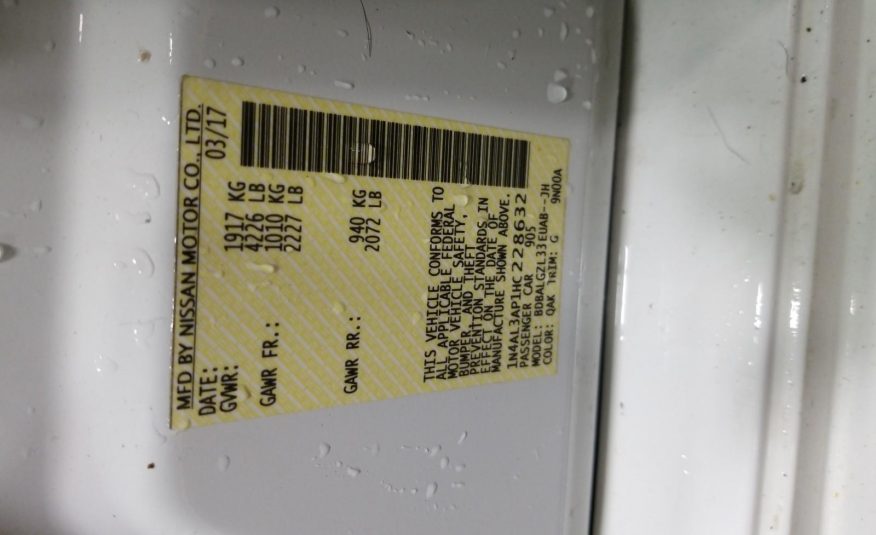 MFD BY NISSAN MOTOR CO., LTD.
DATE: 03/17
GVWR: 1917 KG
4226 LB
GAWR FR.: 1010 KG
2227 LB
GAWR RR.: 940 KG
2072 LB
THIS VEHICLE CONFORMS TO
ALL APPLICABLE FEDERAL
MOTOR VEHICLE SAFETY,
BUMPER, AND THEFT
PREVENTION STANDARDS IN
EFFECT ON THE DATE OF
MANUFACTURE SHOWN ABOVE.
1N4AL3AP1HC228632
PASSENGER CAR 905
MODEL: BDBALGZL33EUAB--JH
COLOR: QAK TRIM: G 9N00A